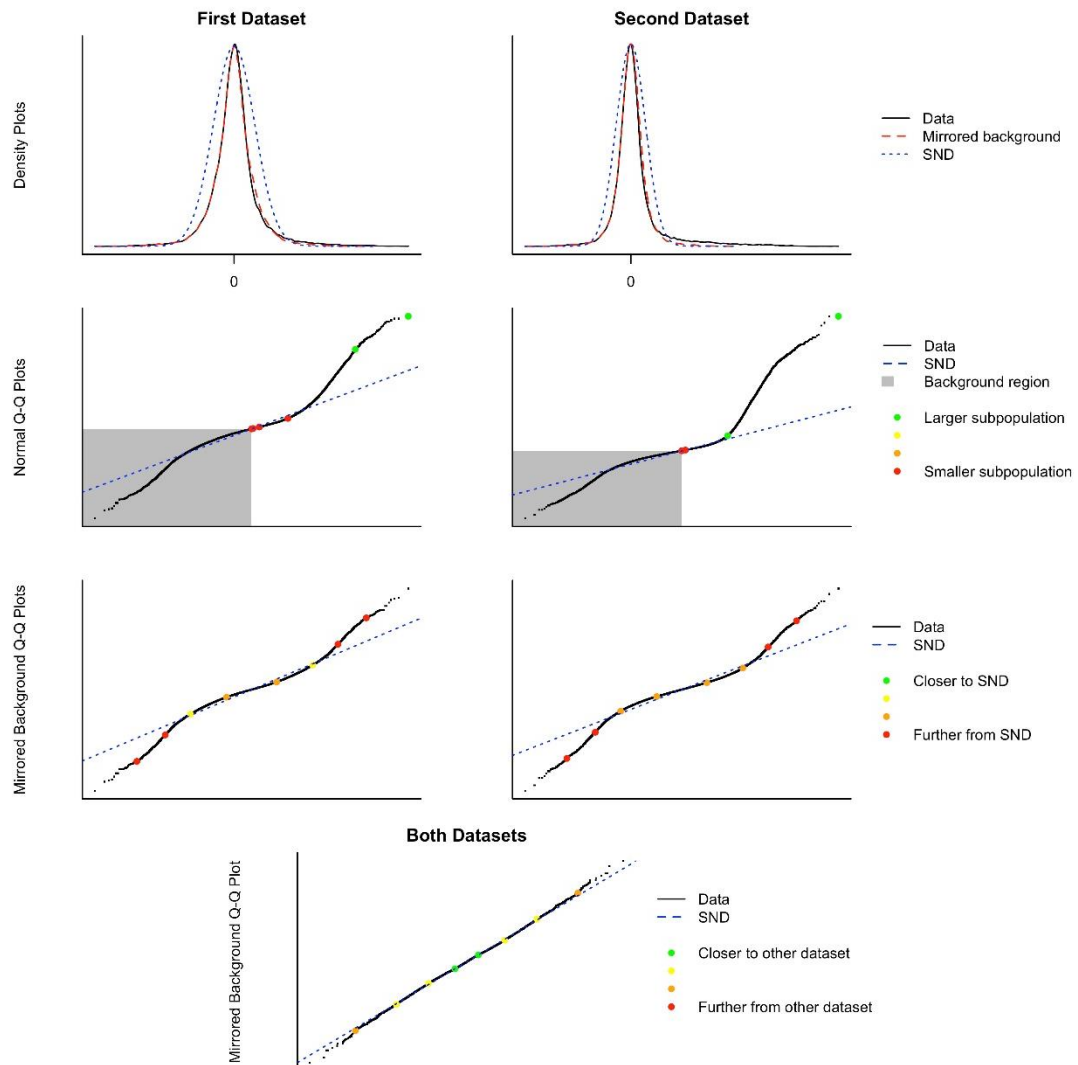 First Dataset
Second Dataset
Density Plots
0
0
Data
Mirrored background
SND
Normal Q-Q Plots
Data
SND
Background region
Larger subpopulation
Smaller subpopulation
Mirrored Background Q-Q Plots
Data
SND
Closer to SND
Further from SND
Both Datasets
Mirrored Background Q-Q Plot
Data
SND
Closer to other dataset
Further from other dataset